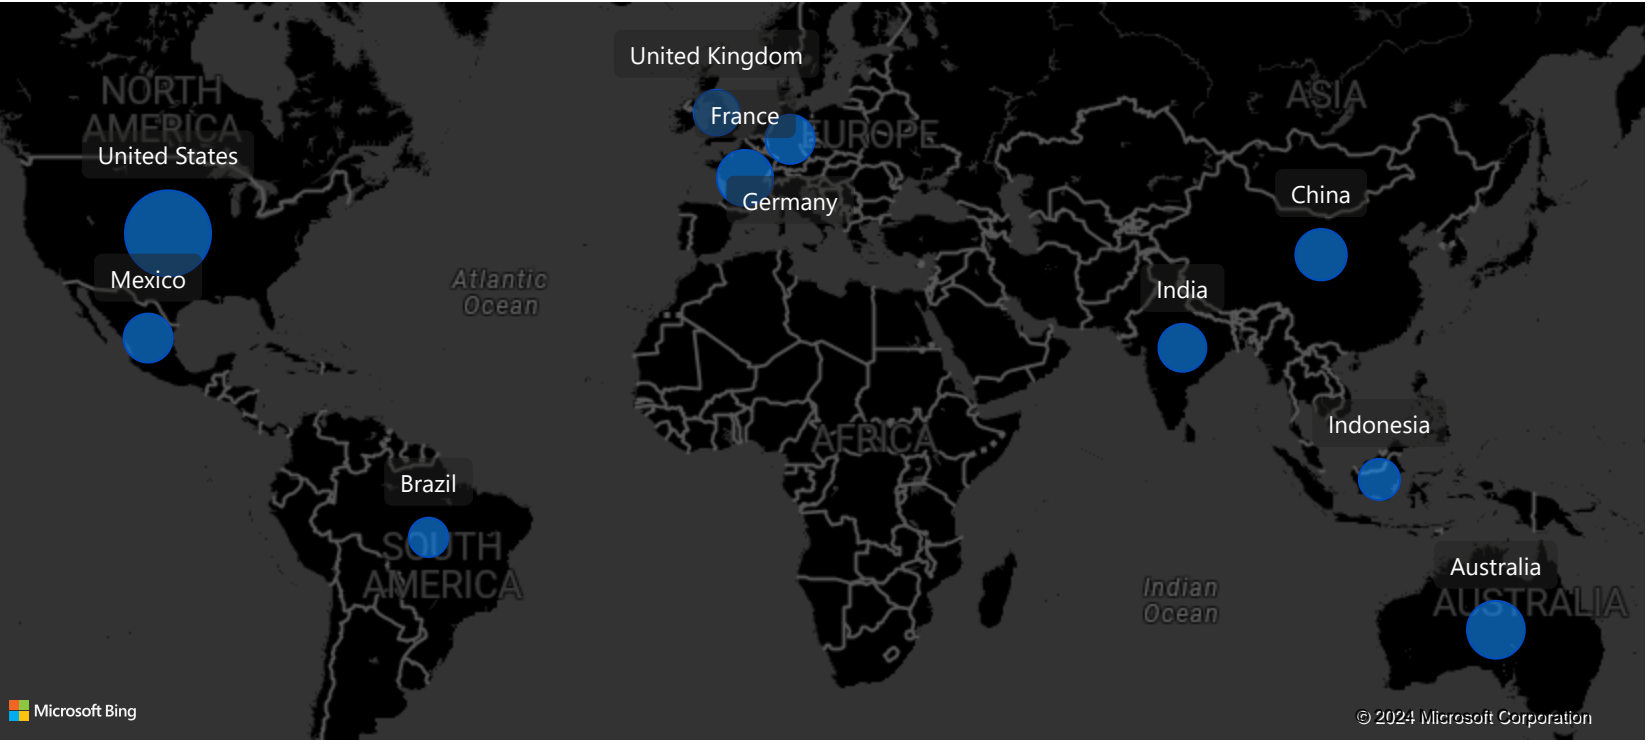 United Kingdom
NORTH
AMERICA
ASIA
France
EUROPE
United States
China
Germany
Mexico
Atlantic
Ocean
India
Indonesia
AFRICA
Brazil
SOUTH
AMERICA
Australia
Indian
Ocean
AUSTRALIA
Microsoft Bing
© 2024 Microsoft Corporation